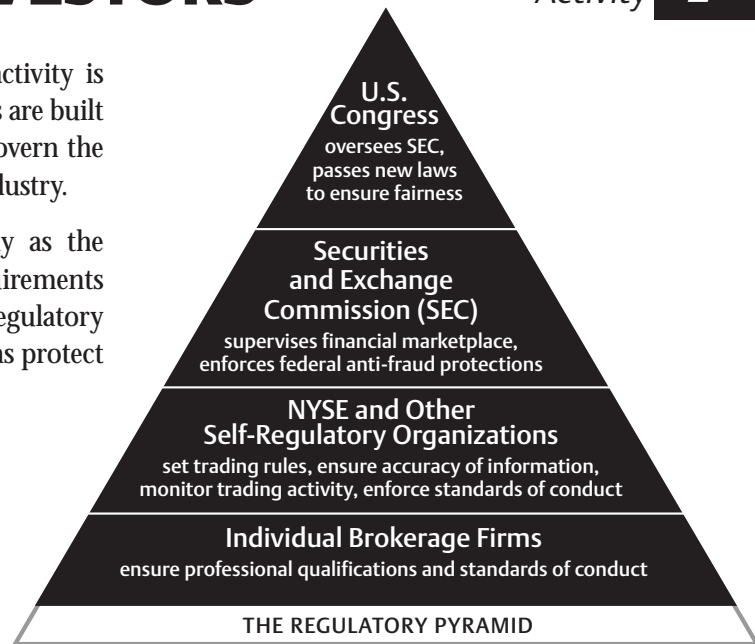 Activity
ctivity is
s are built
overn the
dustry.
y as the
uirements
egulatory
ns protect
U.S.
Congress
oversees SEC,
passes new laws
to ensure fairness
Securities
and Exchange
Commission (SEC)
supervises financial marketplace,
enforces federal anti-fraud protections
NYSE and Other
Self-Regulatory Organizations
set trading rules, ensure accuracy of information,
monitor trading activity, enforce standards of conduct
Individual Brokerage Firms
ensure professional qualifications and standards of conduct
THE REGULATORY PYRAMID